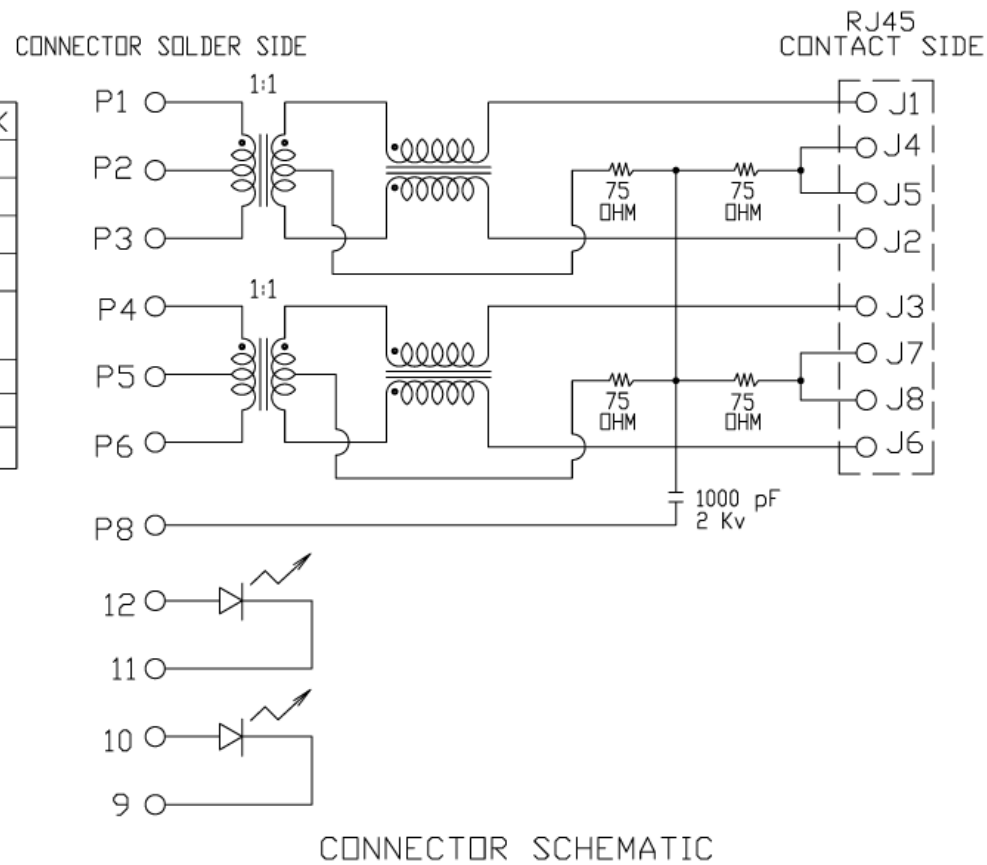 RJ45
CONNECTOR SOLDER SIDE
CONTACT SIDE
K
1:1
P1
J1
J4
P2
75
OHM
75
OHM
J5
P3
J2
1:1
P4
J3
J7
P5
75
OHM
75
OHM
J8
P6
J6
1000 pF
2 Kv
P8
12
11
10
9
CONNECTOR SCHEMATIC